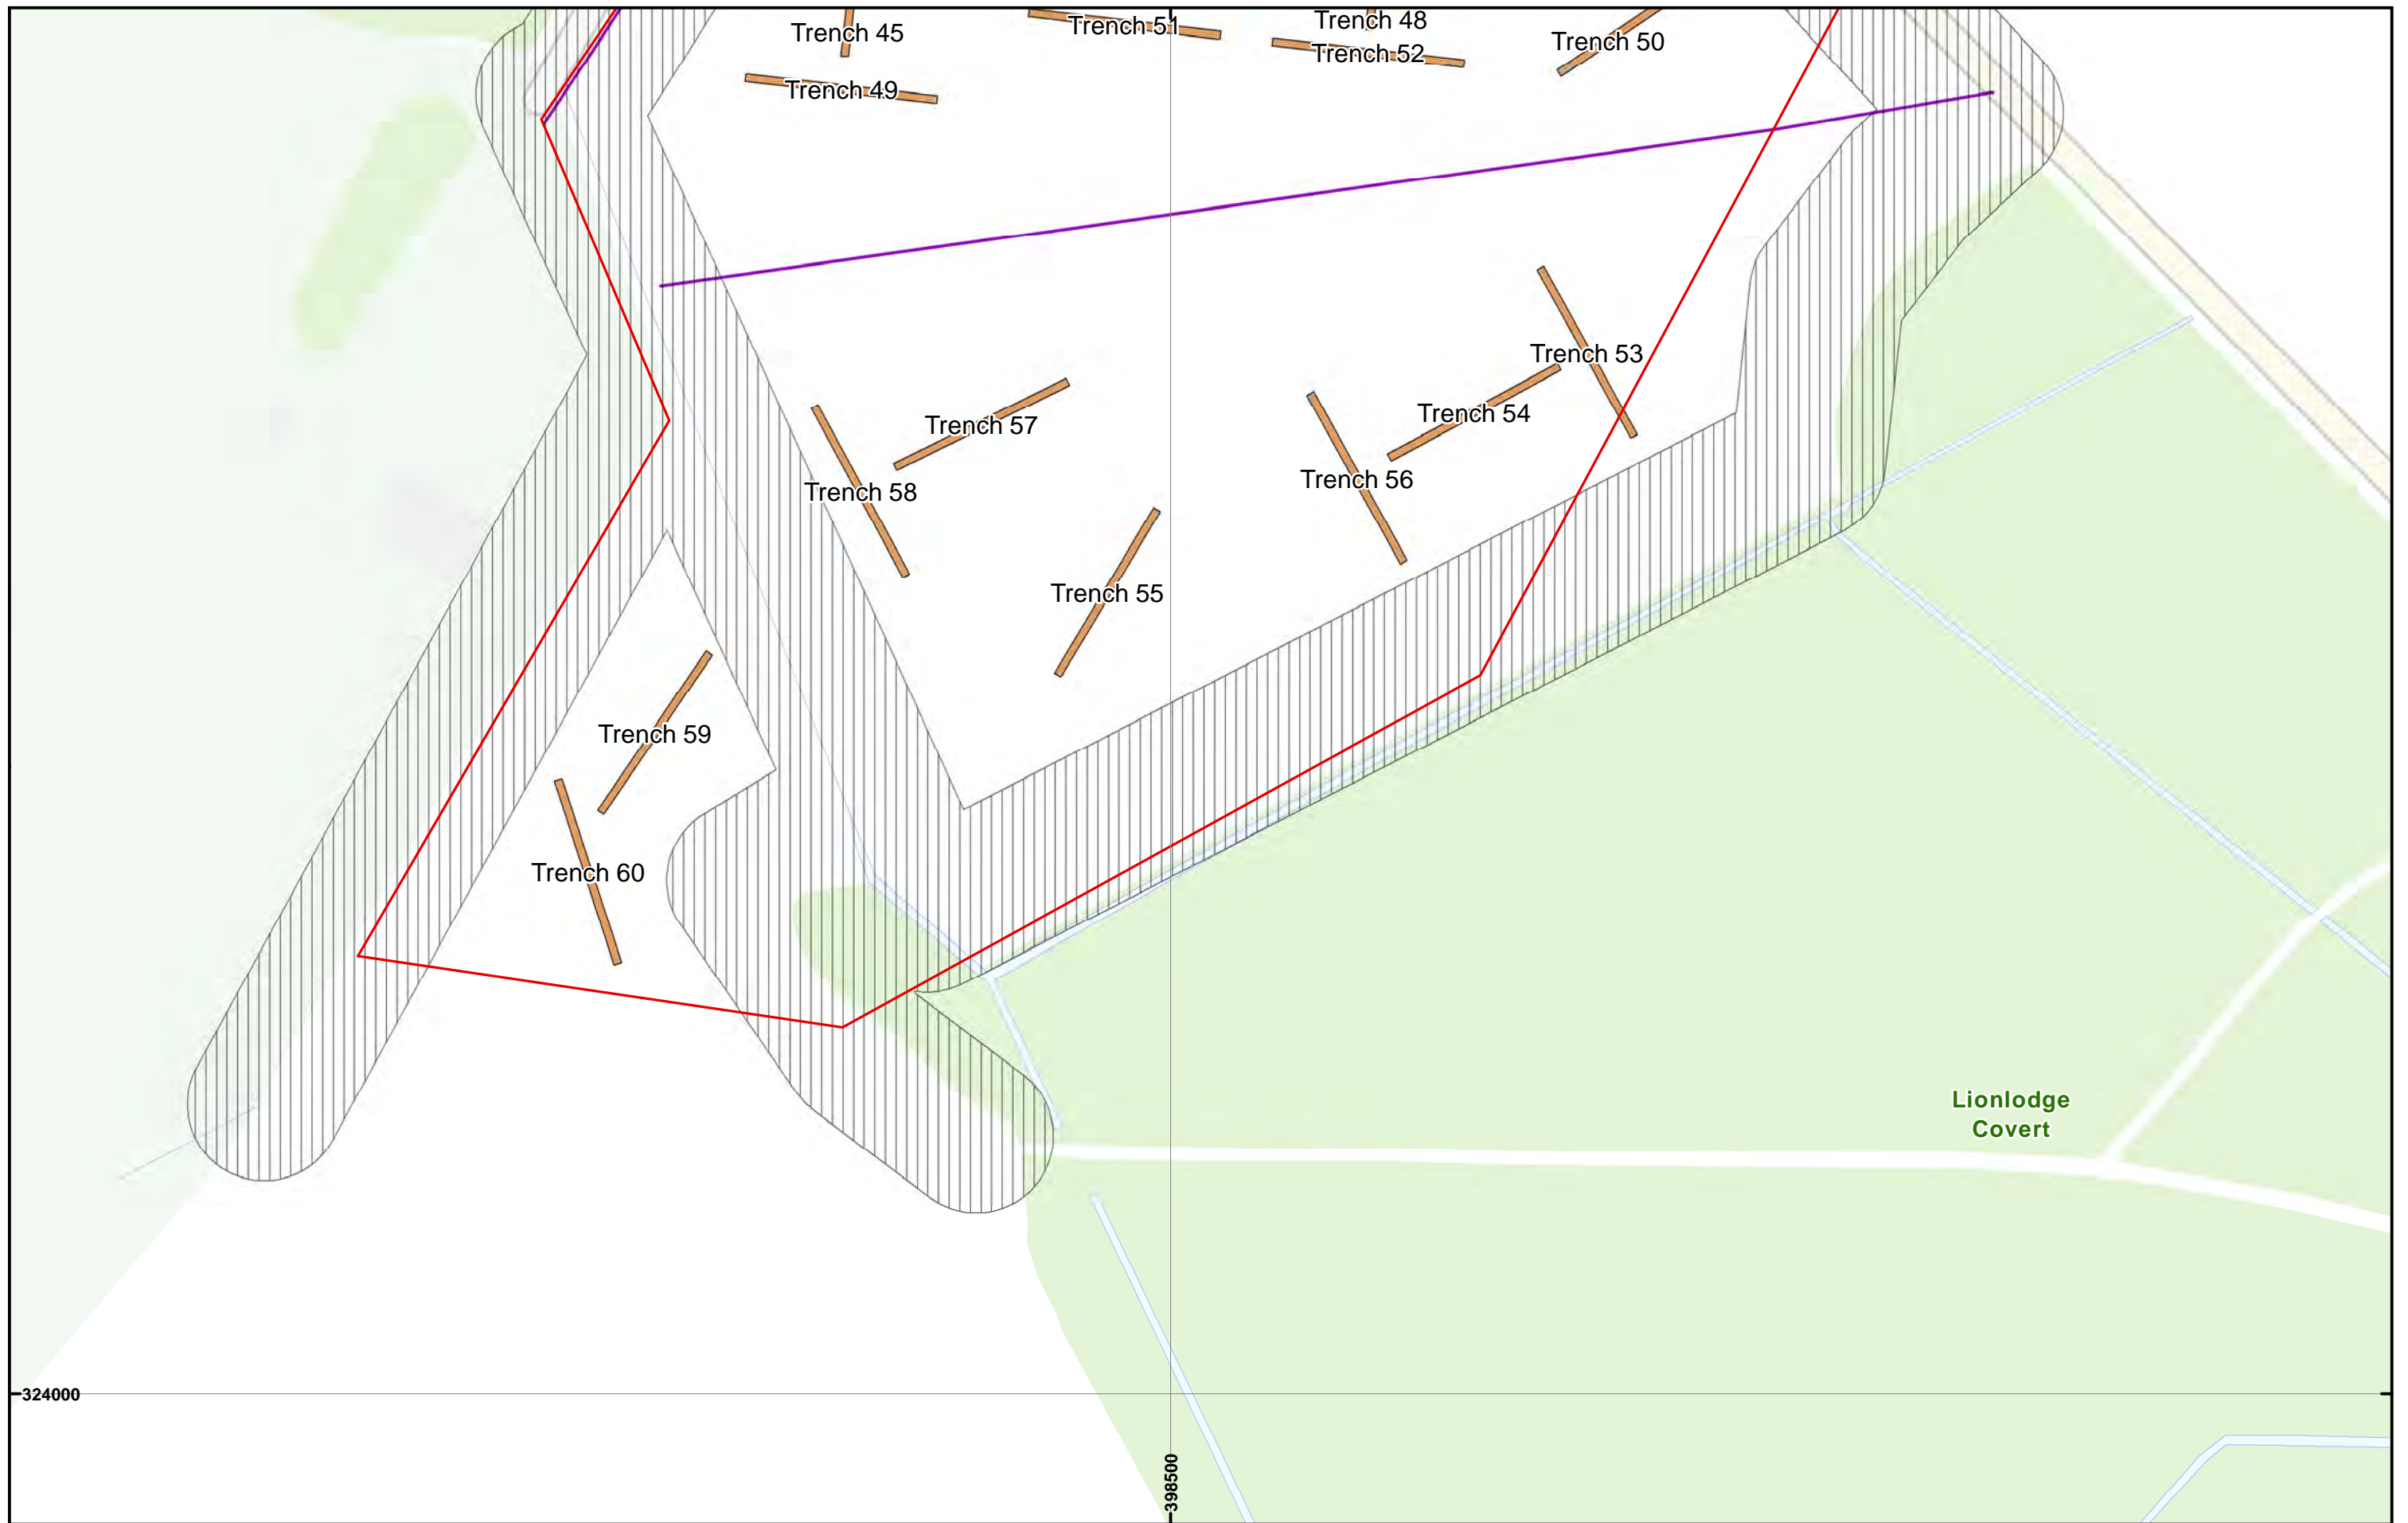 Trench 48
Trench 45
Trench 51
Trench 50
Trench 52
Trench 49
Trench 53
Trench 54
Trench 57
Trench 56
Trench 58
Trench 55
Trench 59
Trench 60
Lionlodge
Covert
324000
398500